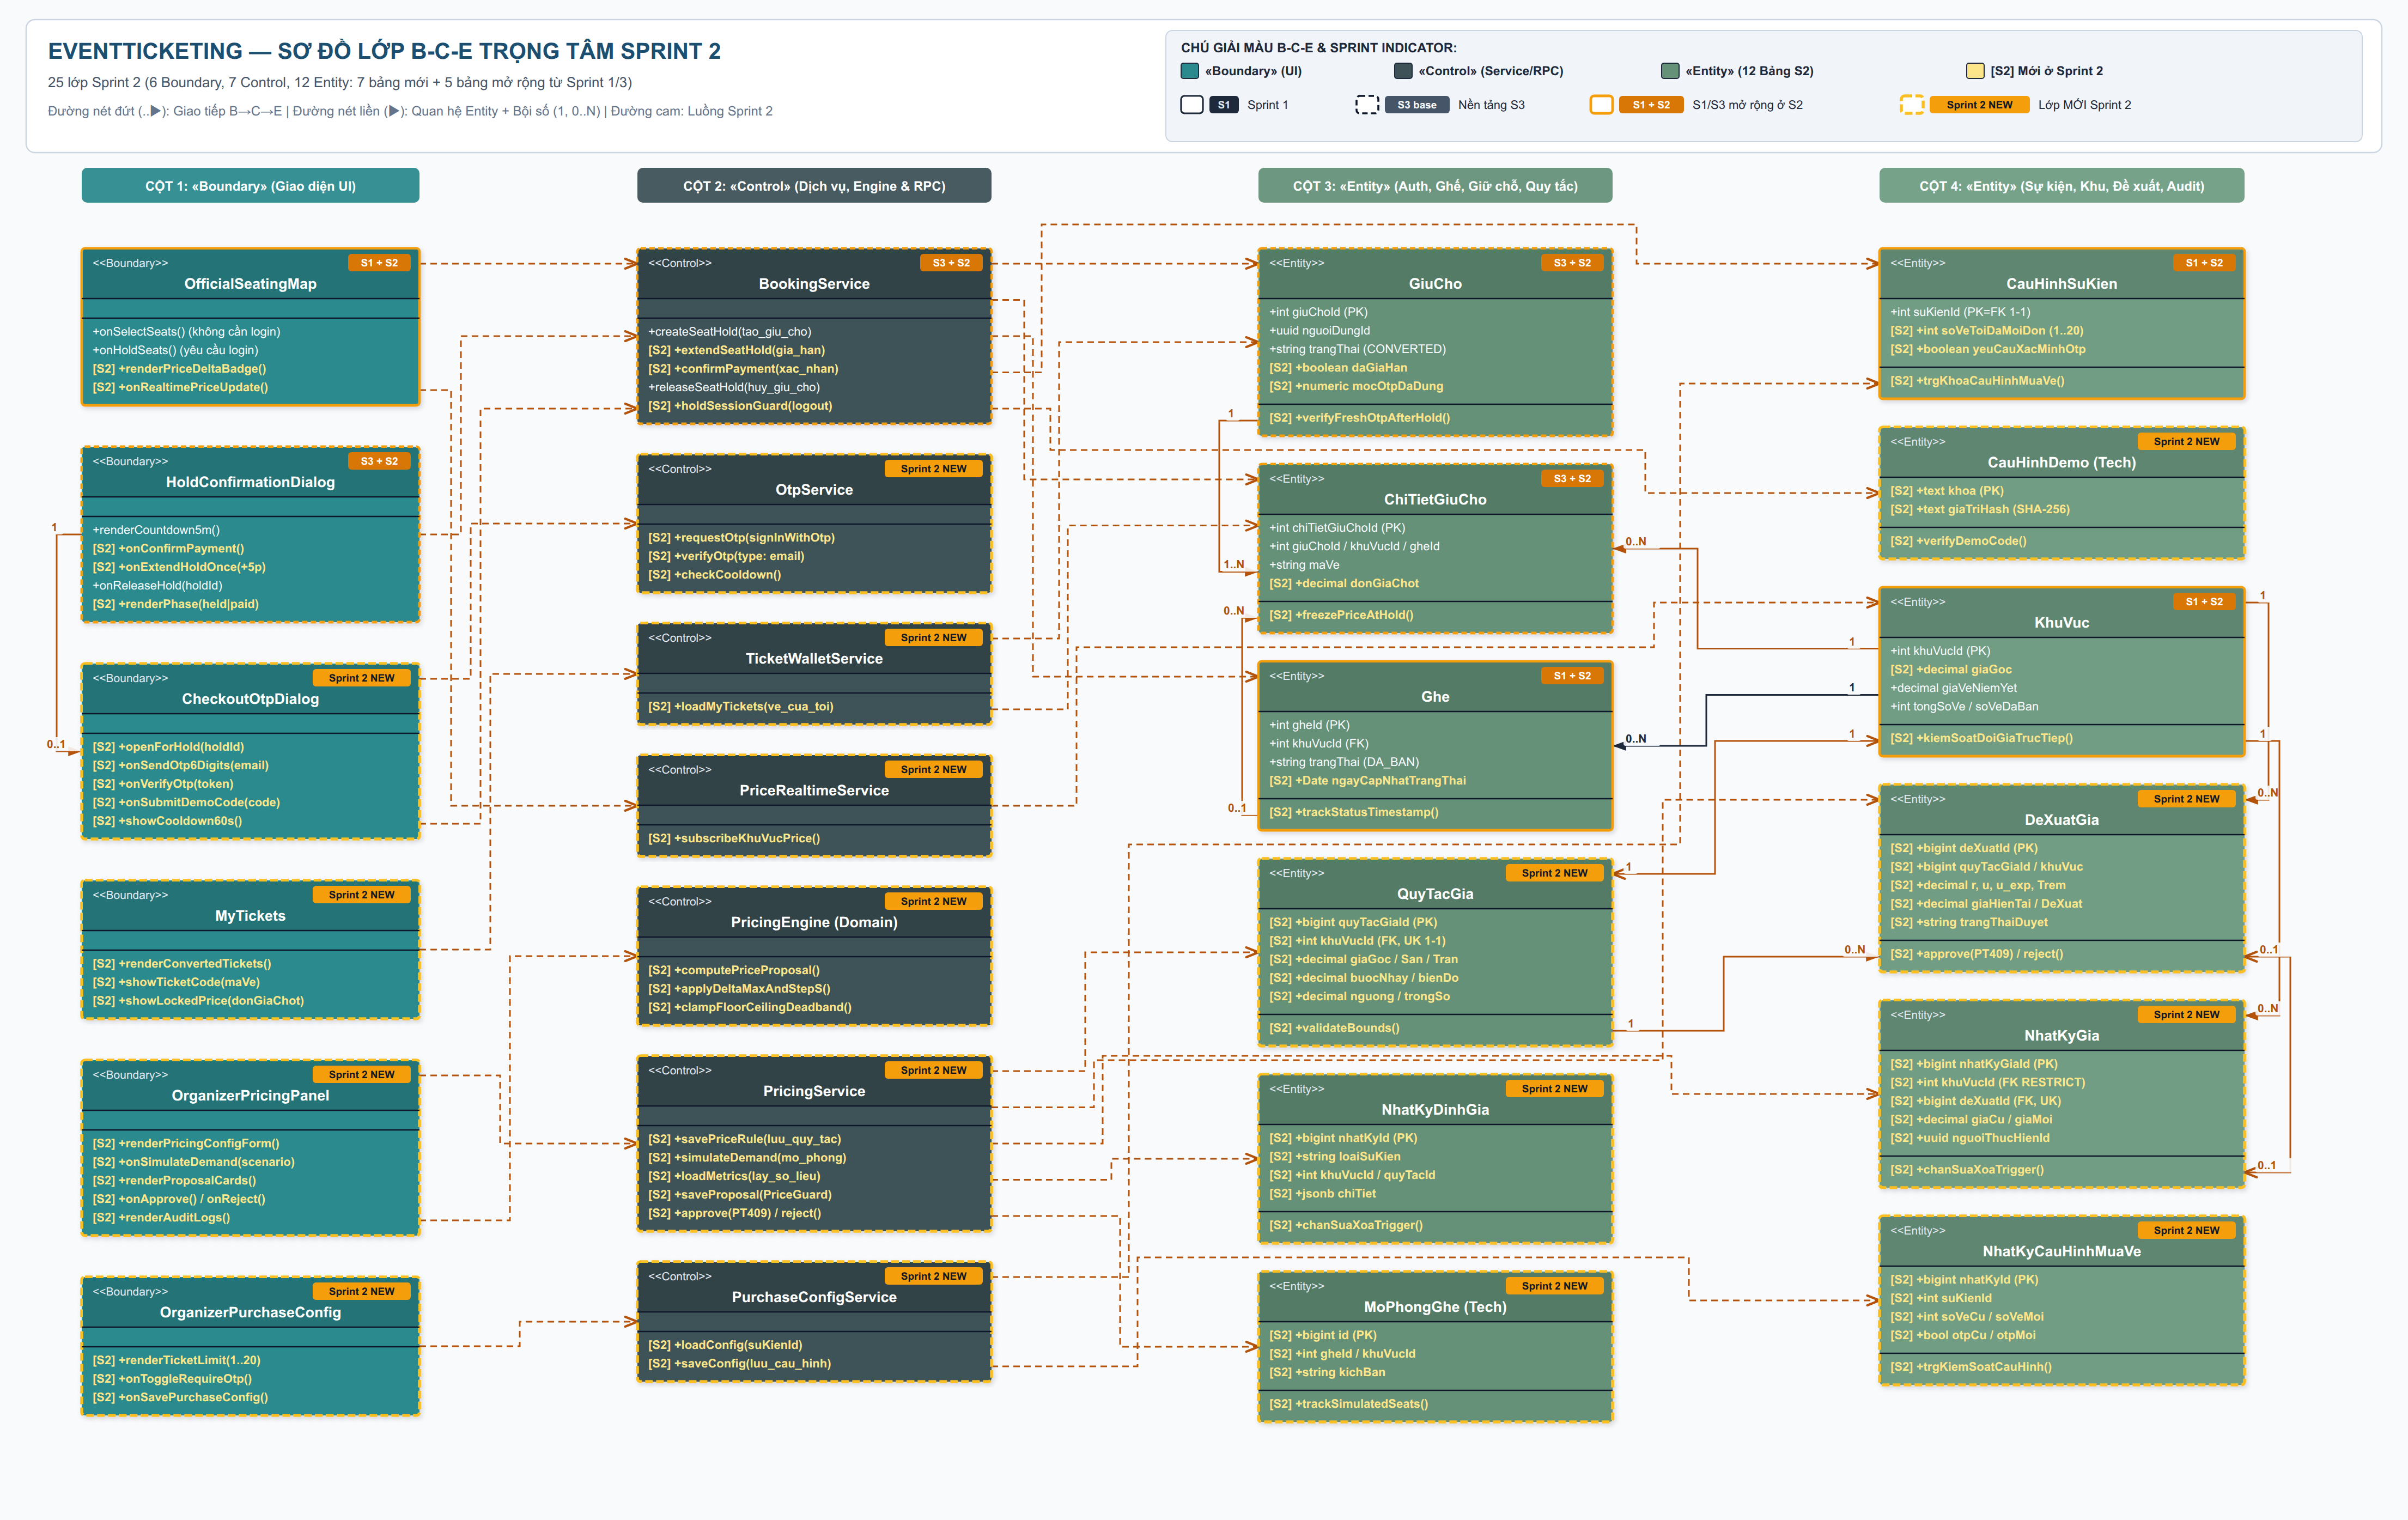 EVENTTICKETING — SƠ ĐỒ LỚP B-C-E TRỌNG TÂM SPRINT 2
25 lớp Sprint 2 (6 Boundary, 7 Control, 12 Entity: 7 bảng mới + 5 bảng mở rộng từ Sprint 1/3)
Đường nét đứt (..▶): Giao tiếp B→C→E | Đường nét liền (▶): Quan hệ Entity + Bội số (1, 0..N) | Đường cam: Luồng Sprint 2
CHÚ GIẢI MÀU B-C-E & SPRINT INDICATOR:
«Boundary» (UI)
«Control» (Service/RPC)
«Entity» (12 Bảng S2)
[S2] Mới ở Sprint 2
S1 Sprint 1
S3 base Nền tảng S3
S1 + S2 S1/S3 mở rộng ở S2
Sprint 2 NEW Lớp MỚI Sprint 2
CỘT 1: «Boundary» (Giao diện UI)
<<Boundary>> S1 + S2
OfficialSeatingMap
+onSelectSeats() (không cần login)
+onHoldSeats() (yêu cầu login)
[S2] +renderPriceDeltaBadge()
[S2] +onRealtimePriceUpdate()
<<Boundary>> S3 + S2
HoldConfirmationDialog
+renderCountdown5m()
[S2] +onConfirmPayment()
[S2] +onExtendHoldOnce(+5p)
+onReleaseHold(holdId)
[S2] +renderPhase(held|paid)
1
0..1
<<Boundary>> Sprint 2 NEW
CheckoutOtpDialog
[S2] +openForHold(holdId)
[S2] +onSendOtp6Digits(email)
[S2] +onVerifyOtp(token)
[S2] +onSubmitDemoCode(code)
[S2] +showCooldown60s()
<<Boundary>> Sprint 2 NEW
MyTickets
[S2] +renderConvertedTickets()
[S2] +showTicketCode(maVe)
[S2] +showLockedPrice(donGiaChot)
<<Boundary>> Sprint 2 NEW
OrganizerPricingPanel
[S2] +renderPricingConfigForm()
[S2] +onSimulateDemand(scenario)
[S2] +renderProposalCards()
[S2] +onApprove() / onReject()
[S2] +renderAuditLogs()
<<Boundary>> Sprint 2 NEW
OrganizerPurchaseConfig
[S2] +renderTicketLimit(1..20)
[S2] +onToggleRequireOtp()
[S2] +onSavePurchaseConfig()
CỘT 2: «Control» (Dịch vụ, Engine & RPC)
<<Control>> S3 + S2
BookingService
+createSeatHold(tao_giu_cho)
[S2] +extendSeatHold(gia_han)
[S2] +confirmPayment(xac_nhan)
+releaseSeatHold(huy_giu_cho)
[S2] +holdSessionGuard(logout)
<<Control>> Sprint 2 NEW
OtpService
[S2] +requestOtp(signInWithOtp)
[S2] +verifyOtp(type: email)
[S2] +checkCooldown()
<<Control>> Sprint 2 NEW
TicketWalletService
[S2] +loadMyTickets(ve_cua_toi)
<<Control>> Sprint 2 NEW
PriceRealtimeService
[S2] +subscribeKhuVucPrice()
<<Control>> Sprint 2 NEW
PricingEngine (Domain)
[S2] +computePriceProposal()
[S2] +applyDeltaMaxAndStepS()
[S2] +clampFloorCeilingDeadband()
<<Control>> Sprint 2 NEW
PricingService
[S2] +savePriceRule(luu_quy_tac)
[S2] +simulateDemand(mo_phong)
[S2] +loadMetrics(lay_so_lieu)
[S2] +saveProposal(PriceGuard)
[S2] +approve(PT409) / reject()
<<Control>> Sprint 2 NEW
PurchaseConfigService
[S2] +loadConfig(suKienId)
[S2] +saveConfig(luu_cau_hinh)
CỘT 3: «Entity» (Auth, Ghế, Giữ chỗ, Quy tắc)
<<Entity>> S3 + S2
GiuCho
+int giuChoId (PK)
+uuid nguoiDungId
+string trangThai (CONVERTED)
[S2] +boolean daGiaHan
[S2] +numeric mocOtpDaDung
[S2] +verifyFreshOtpAfterHold()
1
1..N
<<Entity>> S3 + S2
ChiTietGiuCho
+int chiTietGiuChoId (PK)
+int giuChoId / khuVucId / gheId
+string maVe
[S2] +decimal donGiaChot
[S2] +freezePriceAtHold()
0..N
0..N
<<Entity>> S1 + S2
Ghe
+int gheId (PK)
+int khuVucId (FK)
+string trangThai (DA_BAN)
[S2] +Date ngayCapNhatTrangThai
[S2] +trackStatusTimestamp()
0..N
0..1
<<Entity>> Sprint 2 NEW
QuyTacGia
[S2] +bigint quyTacGiaId (PK)
[S2] +int khuVucId (FK, UK 1-1)
[S2] +decimal giaGoc / San / Tran
[S2] +decimal buocNhay / bienDo
[S2] +decimal nguong / trongSo
[S2] +validateBounds()
1
1
<<Entity>> Sprint 2 NEW
NhatKyDinhGia
[S2] +bigint nhatKyId (PK)
[S2] +string loaiSuKien
[S2] +int khuVucId / quyTacId
[S2] +jsonb chiTiet
[S2] +chanSuaXoaTrigger()
<<Entity>> Sprint 2 NEW
MoPhongGhe (Tech)
[S2] +bigint id (PK)
[S2] +int gheId / khuVucId
[S2] +string kichBan
[S2] +trackSimulatedSeats()
CỘT 4: «Entity» (Sự kiện, Khu, Đề xuất, Audit)
<<Entity>> S1 + S2
CauHinhSuKien
+int suKienId (PK=FK 1-1)
[S2] +int soVeToiDaMoiDon (1..20)
[S2] +boolean yeuCauXacMinhOtp
[S2] +trgKhoaCauHinhMuaVe()
<<Entity>> Sprint 2 NEW
CauHinhDemo (Tech)
[S2] +text khoa (PK)
[S2] +text giaTriHash (SHA-256)
[S2] +verifyDemoCode()
<<Entity>> S1 + S2
KhuVuc
+int khuVucId (PK)
[S2] +decimal giaGoc
+decimal giaVeNiemYet
+int tongSoVe / soVeDaBan
[S2] +kiemSoatDoiGiaTrucTiep()
1
1
1
1
1
<<Entity>> Sprint 2 NEW
DeXuatGia
[S2] +bigint deXuatId (PK)
[S2] +bigint quyTacGiaId / khuVuc
[S2] +decimal r, u, u_exp, Trem
[S2] +decimal giaHienTai / DeXuat
[S2] +string trangThaiDuyet
[S2] +approve(PT409) / reject()
0..N
0..N
0..1
<<Entity>> Sprint 2 NEW
NhatKyGia
[S2] +bigint nhatKyGiaId (PK)
[S2] +int khuVucId (FK RESTRICT)
[S2] +bigint deXuatId (FK, UK)
[S2] +decimal giaCu / giaMoi
[S2] +uuid nguoiThucHienId
[S2] +chanSuaXoaTrigger()
0..N
0..1
<<Entity>> Sprint 2 NEW
NhatKyCauHinhMuaVe
[S2] +bigint nhatKyId (PK)
[S2] +int suKienId
[S2] +int soVeCu / soVeMoi
[S2] +bool otpCu / otpMoi
[S2] +trgKiemSoatCauHinh()